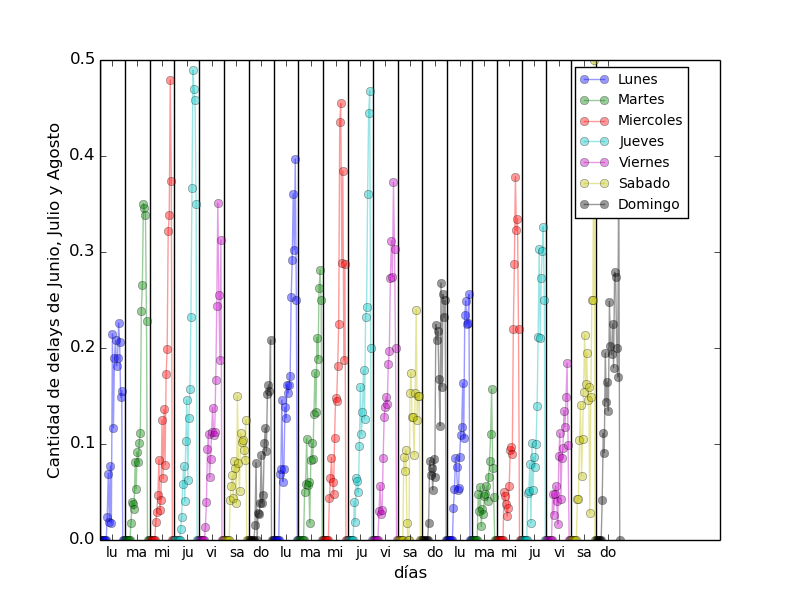 Cantidad de delays de Junio, Julio y Agosto
0.5
0.4
0.3
0.2
0.1
0.0
Lunes
Martes
Miercoles
Jueves
Viernes
Sabado
Domingo
lu ma mi ju vi sa do lu ma mi ju vi sa do lu ma mi ju vi sa do
días